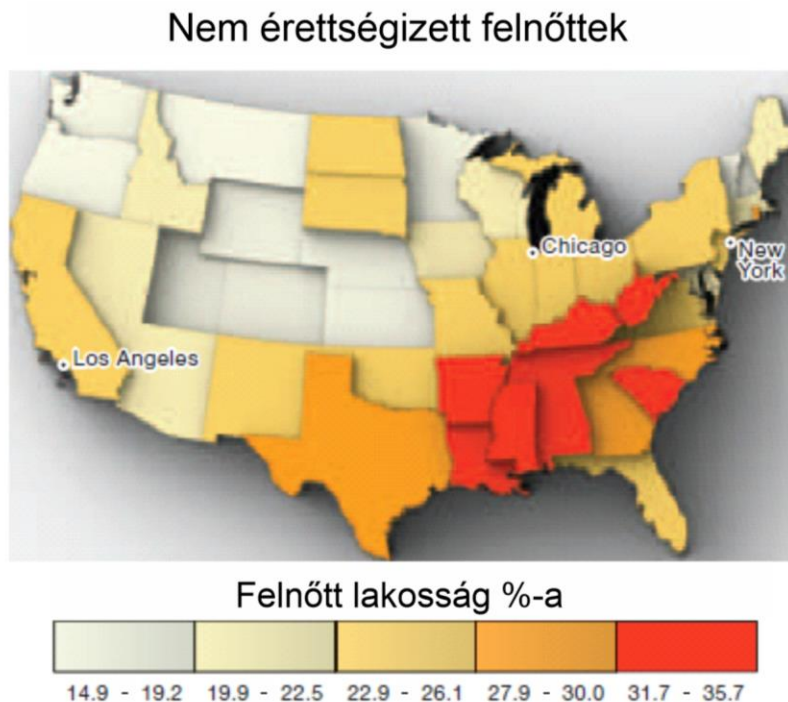 Nem érettségizett felnőttek
Chicago
New
York
Los Angeles
Felnőtt lakosság %-a
14.9 - 19.2 19.9 - 22.5 22.9 - 26.1 27.9 - 30.0 31.7 - 35.7